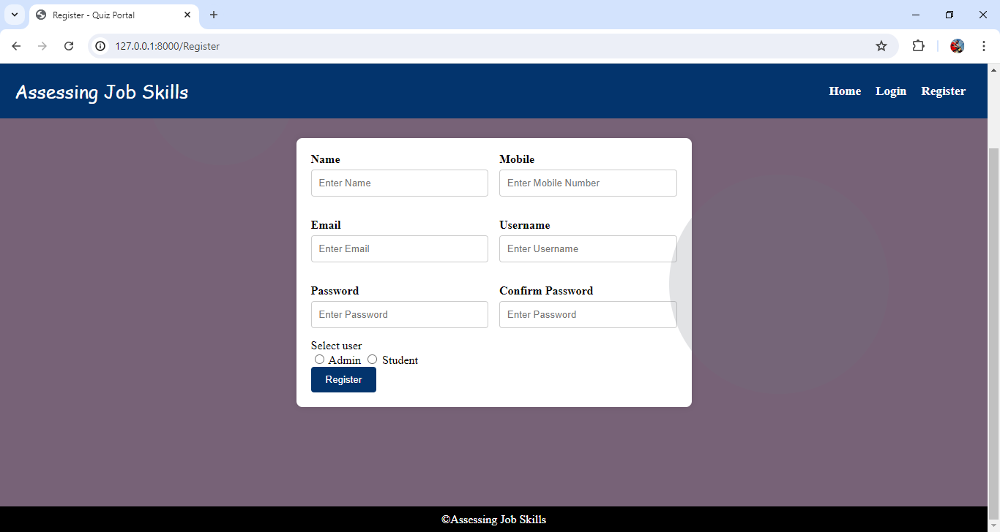 Register - Quiz Portal
127.0.0.1:8000/Register
Assessing Job Skills
Home Login Register
Name Mobile
Enter Name Enter Mobile Number
Email Username
Enter Email Enter Username
Password Confirm Password
Enter Password Enter Password
Select user
Admin Student
Register
©Assessing Job Skills